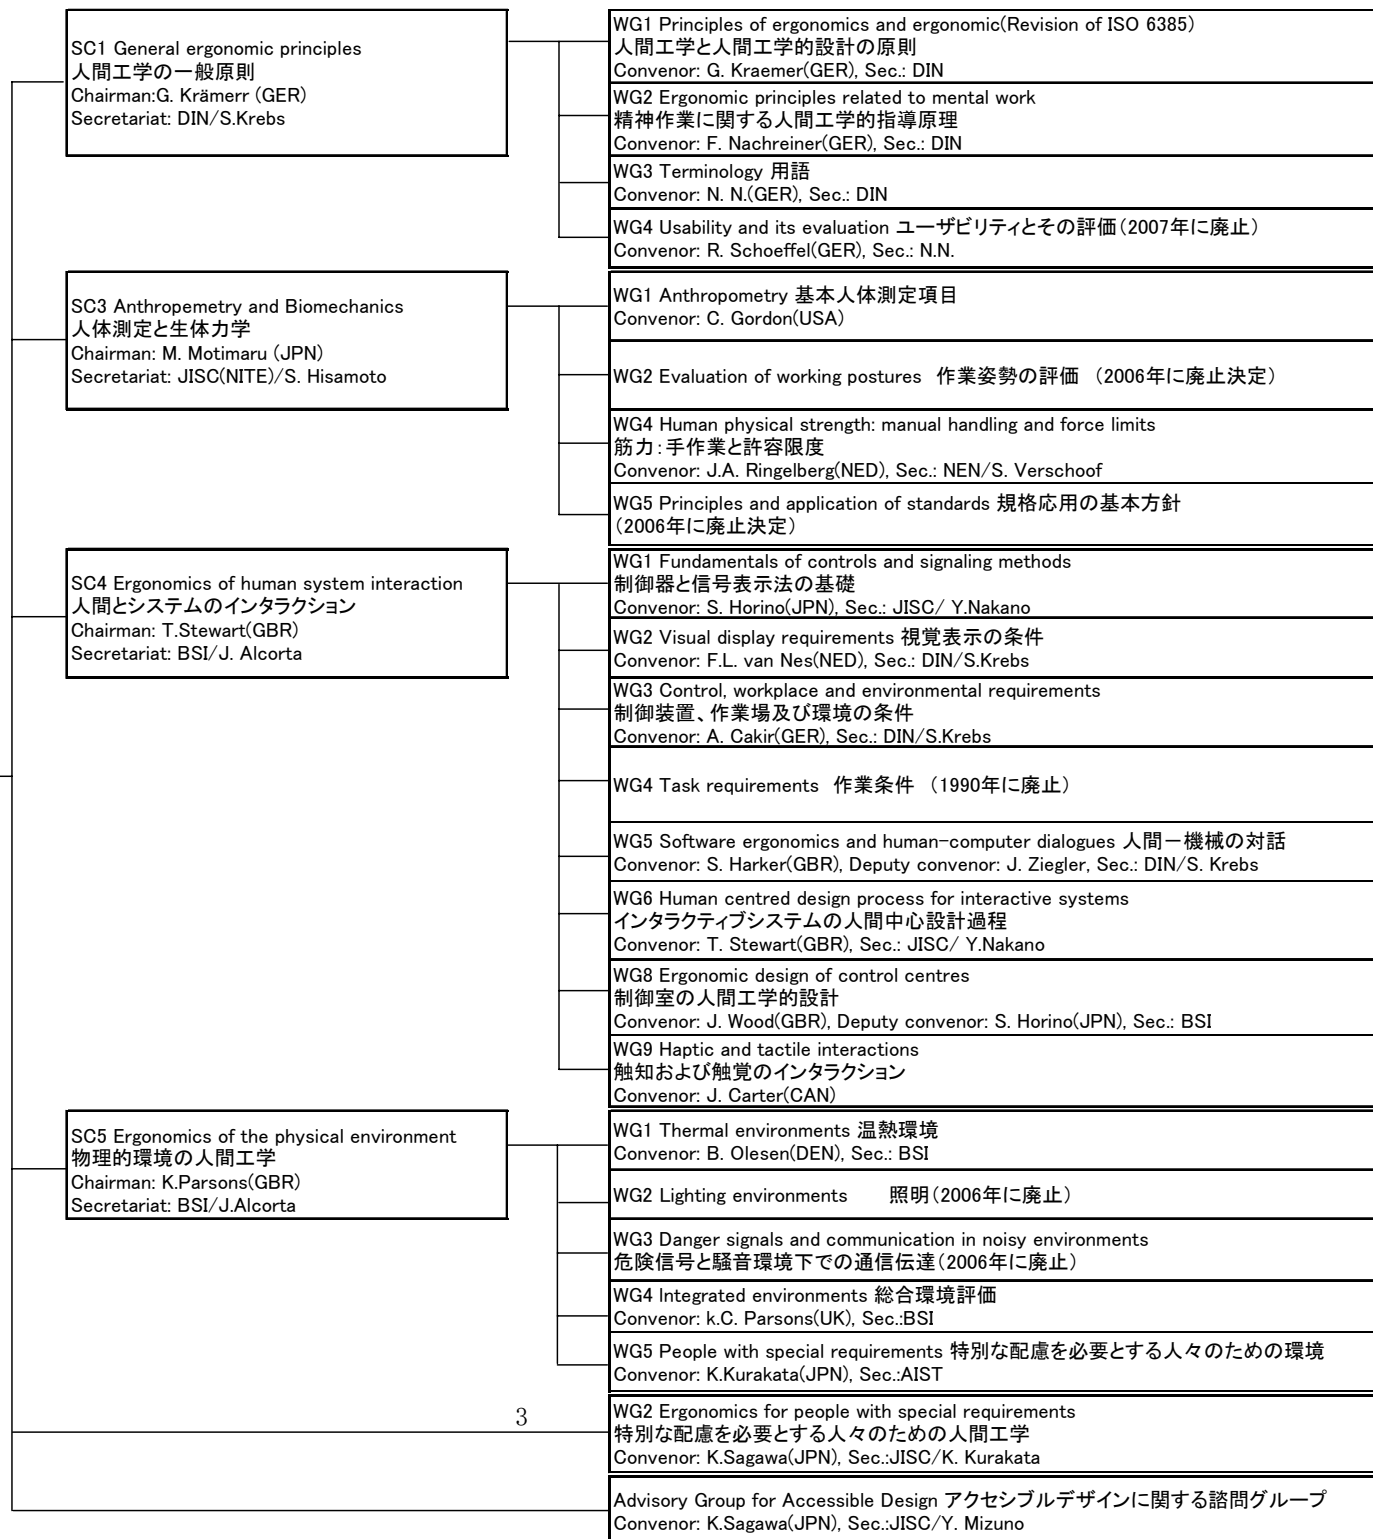 SC1 General ergonomic principles
人間工学の一般原則
Chairman:G. Krämerr (GER)
Secretariat: DIN/S.Krebs
WG1 Principles of ergonomics and ergonomic(Revision of ISO 6385)
人間工学と人間工学的設計の原則
Convenor: G. Kraemer(GER), Sec.: DIN
WG2 Ergonomic principles related to mental work
精神作業に関する人間工学的指導原理
Convenor: F. Nachreiner(GER), Sec.: DIN
WG3 Terminology 用語
Convenor: N. N.(GER), Sec.: DIN
WG4 Usability and its evaluation ユーザビリティとその評価(2007年に廃止)
Convenor: R. Schoeffel(GER), Sec.: N.N.
SC3 Anthropemetry and Biomechanics
人体測定と生体力学
Chairman: M. Motimaru (JPN)
Secretariat: JISC(NITE)/S. Hisamoto
WG1 Anthropometry 基本人体測定項目
Convenor: C. Gordon(USA)
WG2 Evaluation of working postures 作業姿勢の評価 (2006年に廃止決定)
WG4 Human physical strength: manual handling and force limits
筋力:手作業と許容限度
Convenor: J.A. Ringelberg(NED), Sec.: NEN/S. Verschoof
WG5 Principles and application of standards 規格応用の基本方針
(2006年に廃止決定)
SC4 Ergonomics of human system interaction
人間とシステムのインタラクション
Chairman: T.Stewart(GBR)
Secretariat: BSI/J. Alcorta
WG1 Fundamentals of controls and signaling methods
制御器と信号表示法の基礎
Convenor: S. Horino(JPN), Sec.: JISC/ Y.Nakano
WG2 Visual display requirements 視覚表示の条件
Convenor: F.L. van Nes(NED), Sec.: DIN/S.Krebs
WG3 Control, workplace and environmental requirements
制御装置、作業場及び環境の条件
Convenor: A. Cakir(GER), Sec.: DIN/S.Krebs
WG4 Task requirements 作業条件 (1990年に廃止)
WG5 Software ergonomics and human-computer dialogues 人間－機械の対話
Convenor: S. Harker(GBR), Deputy convenor: J. Ziegler, Sec.: DIN/S. Krebs
WG6 Human centred design process for interactive systems
インタラクティブシステムの人間中心設計過程
Convenor: T. Stewart(GBR), Sec.: JISC/ Y.Nakano
WG8 Ergonomic design of control centres
制御室の人間工学的設計
Convenor: J. Wood(GBR), Deputy convenor: S. Horino(JPN), Sec.: BSI
WG9 Haptic and tactile interactions
触知および触覚のインタラクション
Convenor: J. Carter(CAN)
SC5 Ergonomics of the physical environment
物理的環境の人間工学
Chairman: K.Parsons(GBR)
Secretariat: BSI/J.Alcorta
WG1 Thermal environments 温熱環境
Convenor: B. Olesen(DEN), Sec.: BSI
WG2 Lighting environments 照明(2006年に廃止)
WG3 Danger signals and communication in noisy environments
危険信号と騒音環境下での通信伝達(2006年に廃止)
WG4 Integrated environments 総合環境評価
Convenor: k.C. Parsons(UK), Sec.:BSI
WG5 People with special requirements 特別な配慮を必要とする人々のための環境
Convenor: K.Kurakata(JPN), Sec.:AIST
3
WG2 Ergonomics for people with special requirements
特別な配慮を必要とする人々のための人間工学
Convenor: K.Sagawa(JPN), Sec.:JISC/K. Kurakata
Advisory Group for Accessible Design アクセシブルデザインに関する諮問グループ
Convenor: K.Sagawa(JPN), Sec.:JISC/Y. Mizuno